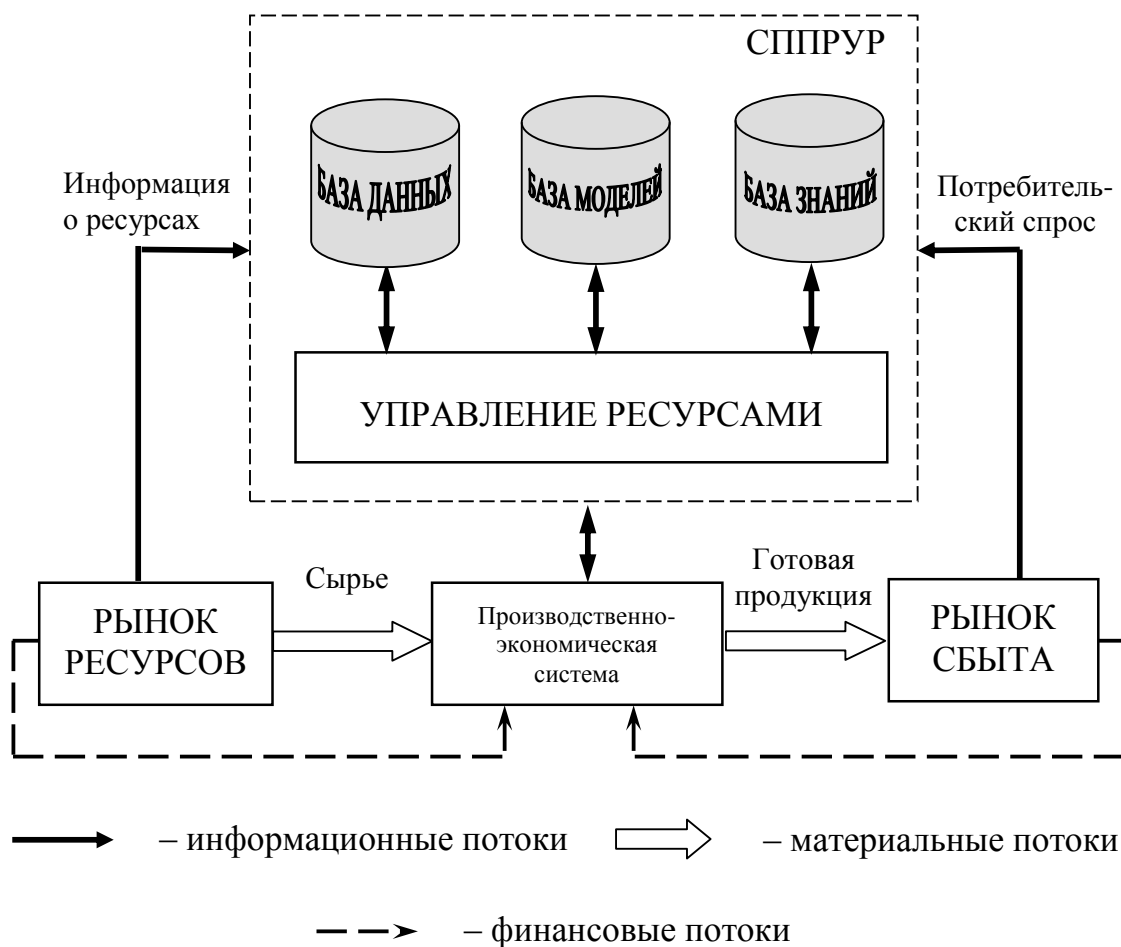 СППРУР
БАЗА ДАННЫХ
БАЗА МОДЕЛЕЙ
БАЗА ЗНАНИЙ
Информация
о ресурсах
Потребитель-
ский спрос
УПРАВЛЕНИЕ РЕСУРСАМИ
Сырье
Готовая
продукция
РЫНОК
РЕСУРСОВ
Производственно-
экономическая
система
РЫНОК
СБЫТА
– информационные потоки
– материальные потоки
– финансовые потоки